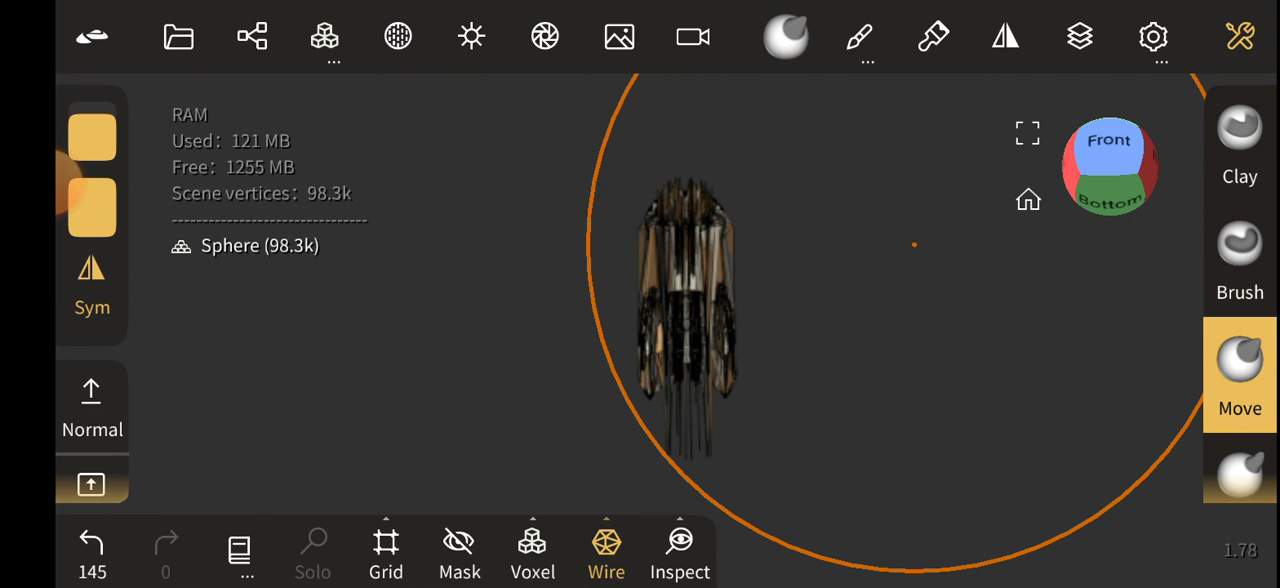 RAM
Used: 121 MB
Free: 1255 MB
Scene vertices: 98.3k
--------------------------------
Sphere (98.3k)
Sym
Normal
Front
Bottom
Clay
Brush
Move
145
0
...
Solo
Grid
Mask
Voxel
Wire
Inspect
1.78